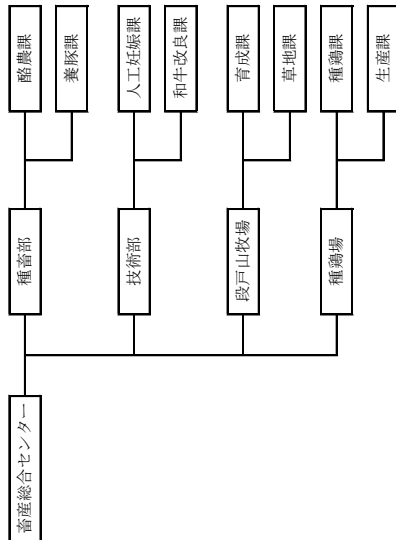 畜産総合センター
種畜部
酪農課
養豚課
技術部
人工妊娠課
和牛改良課
段戸山牧場
育成課
草地課
種鶏場
種鶏課
生産課